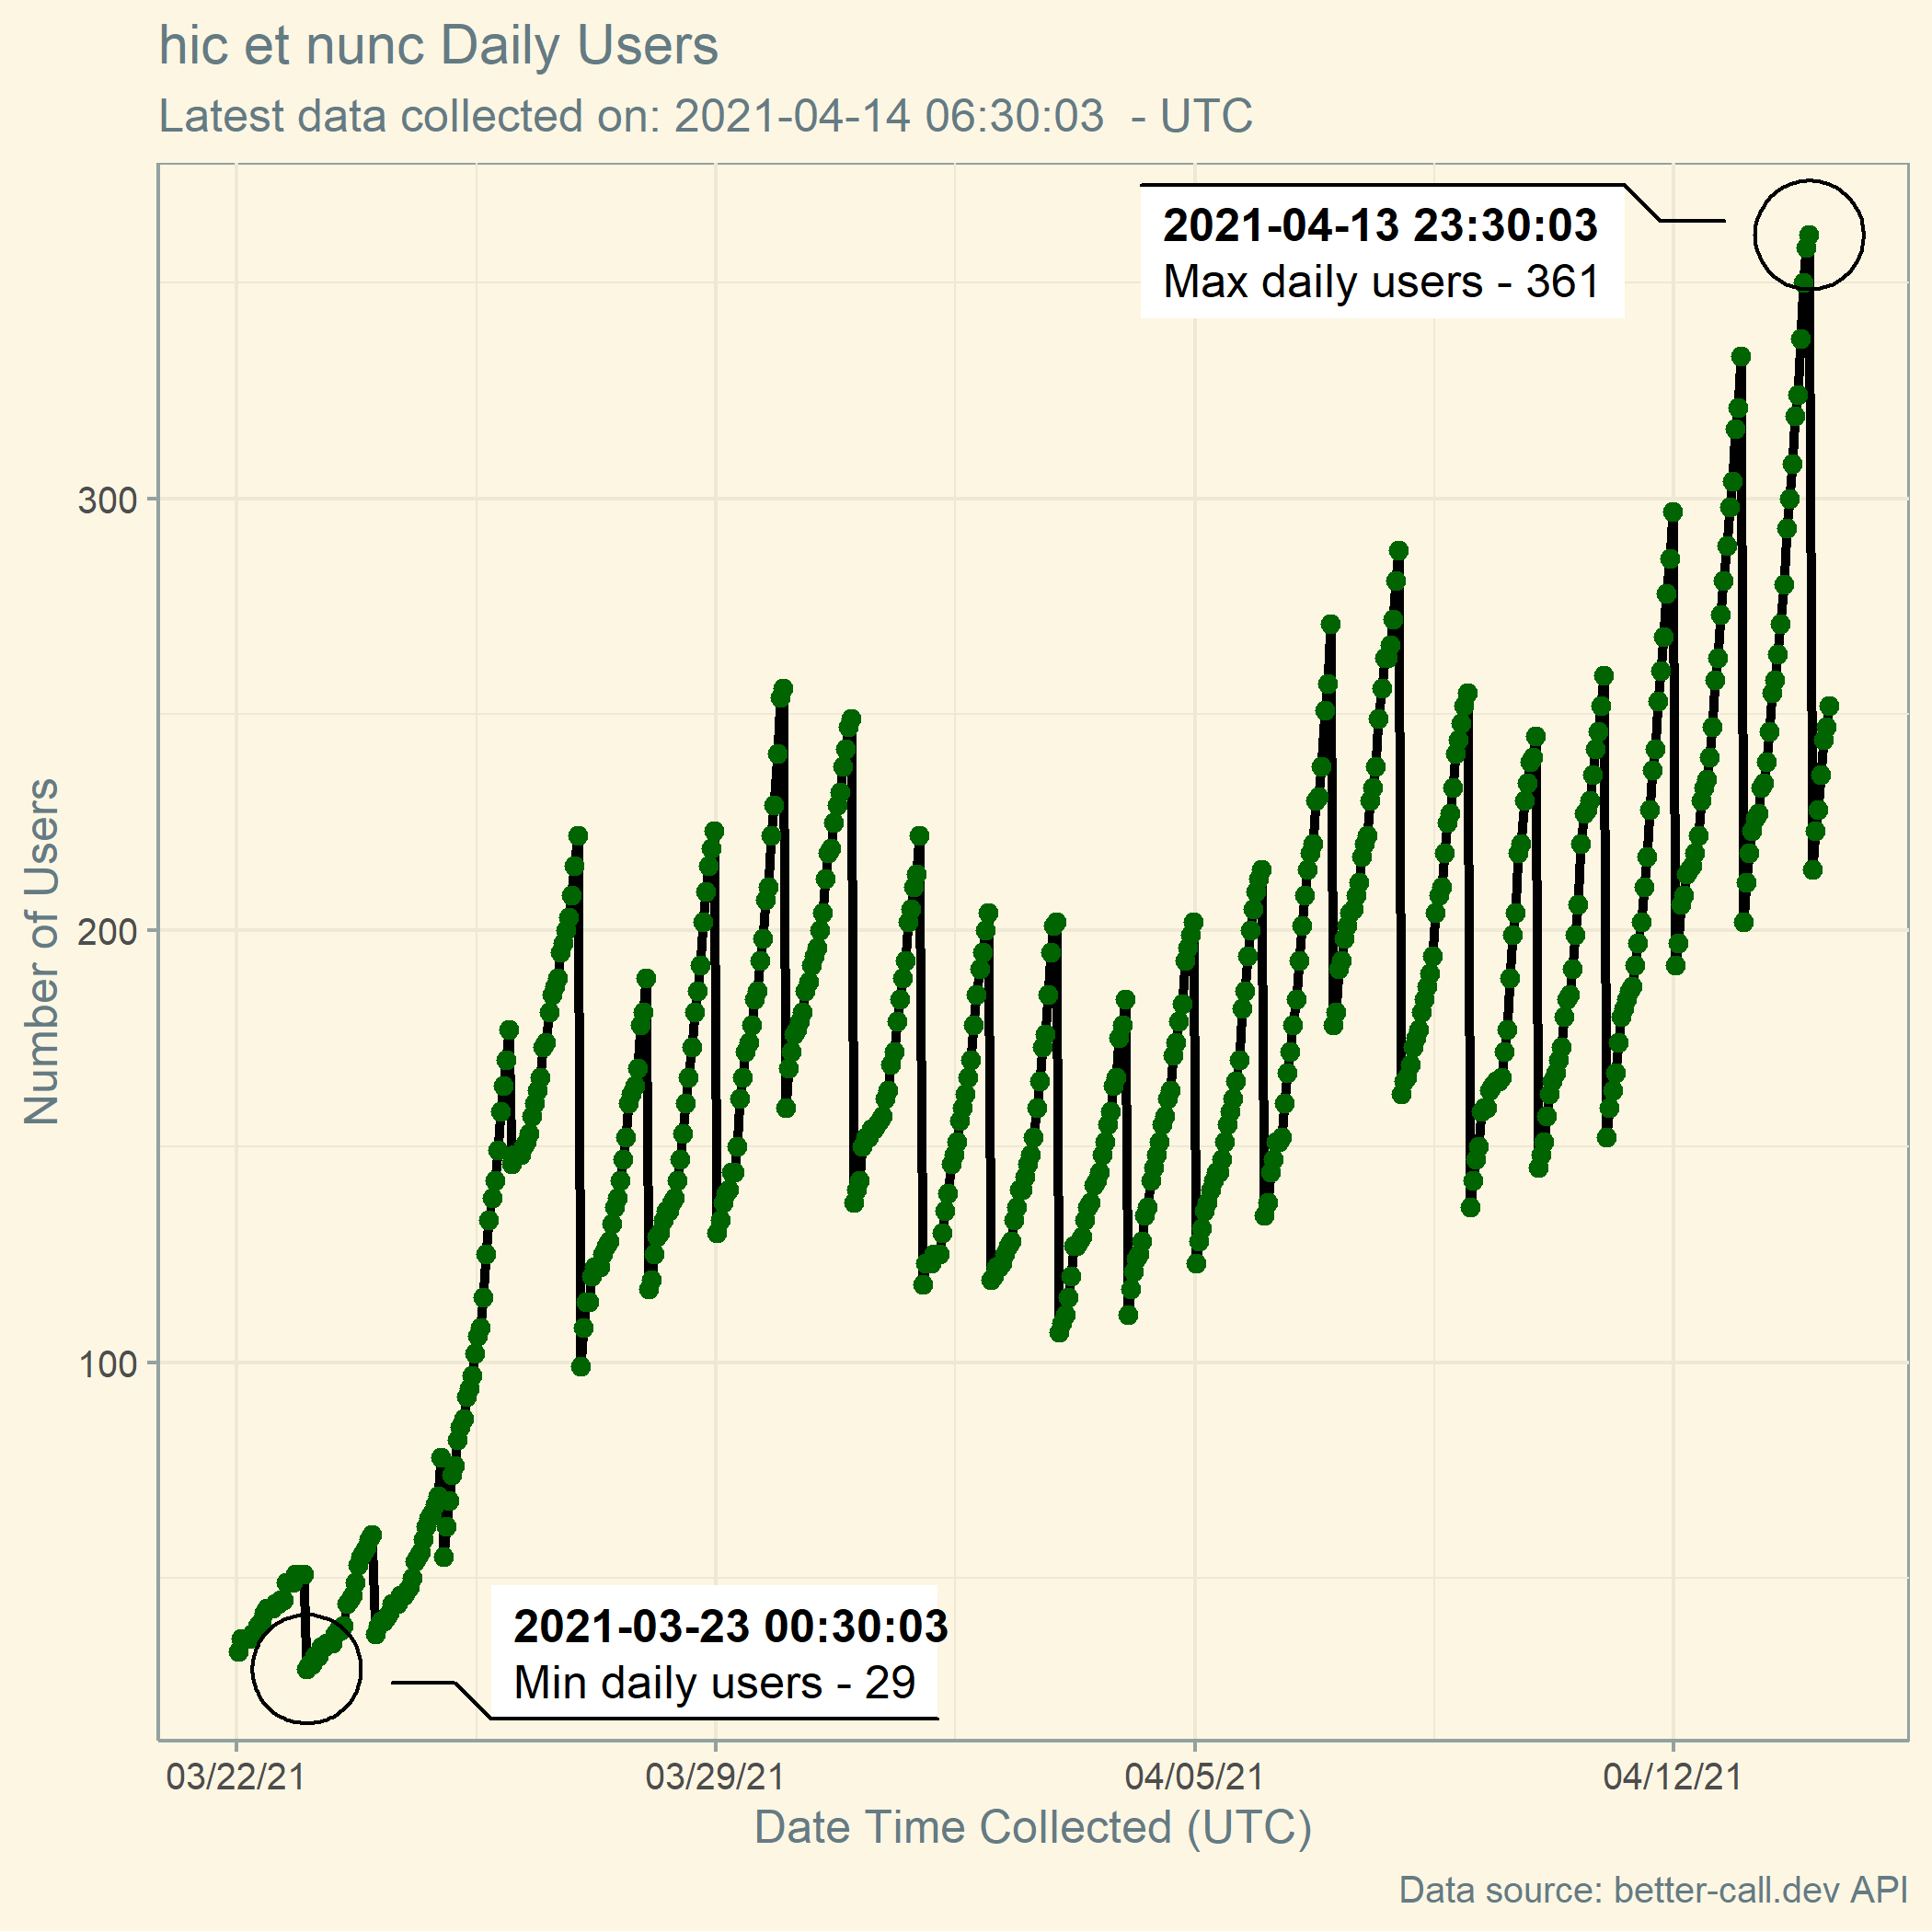 hic et nunc Daily Users
Latest data collected on: 2021-04-14 06:30:03  - UTC
2021-04-13 23:30:03
Max daily users - 361
300
200
100
Number of Users
2021-03-23 00:30:03
Min daily users - 29
03/22/21 03/29/21 04/05/21 04/12/21
Date Time Collected (UTC)
Data source: better-call.dev API